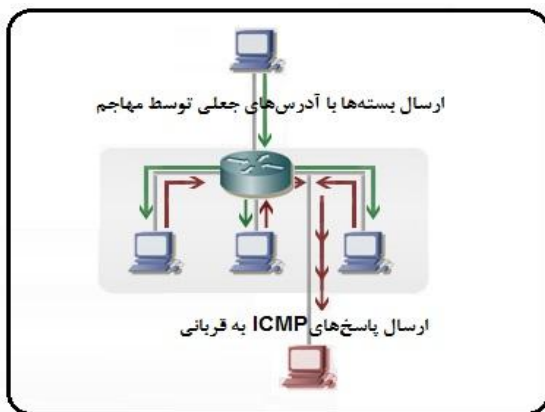 ارسال بسته‌ها با آدرس‌های جعلی توسط مهاجم
ارسال پاسخ‌های ICMP به قربانی